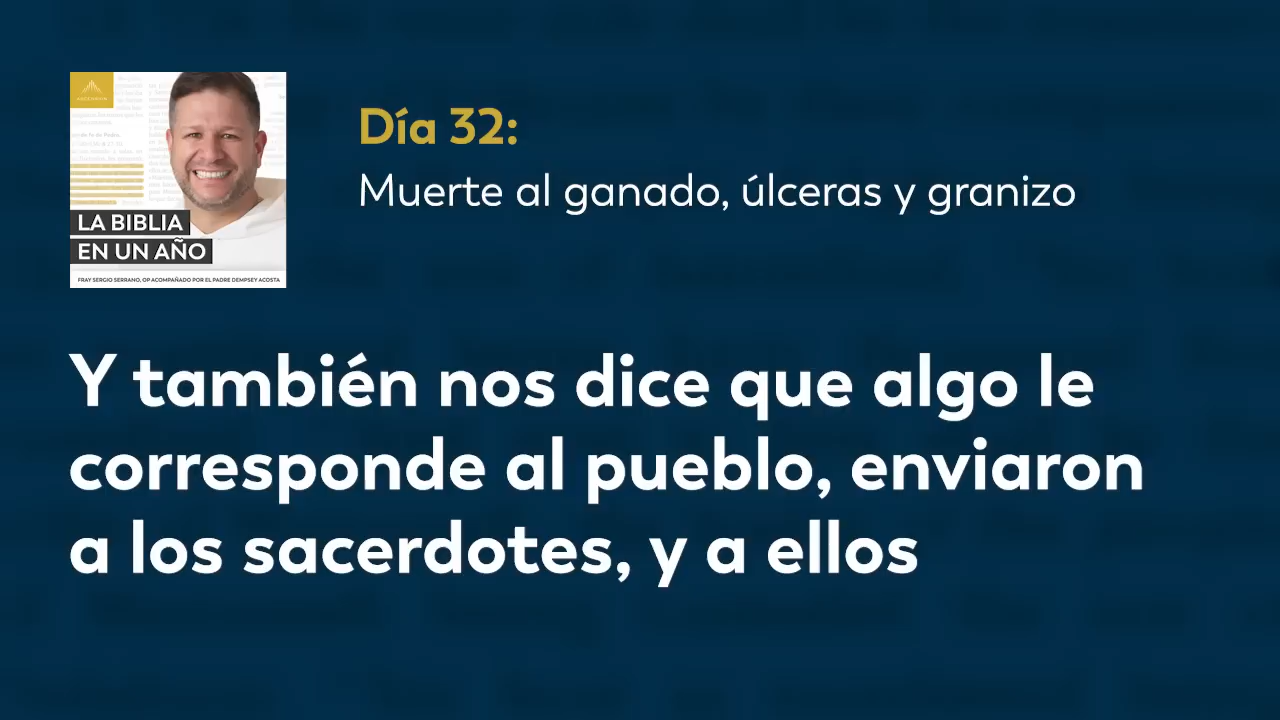 Día 32:
Muerte al ganado, úlceras y granizo
LA BIBLIA
EN UN AÑO
FRAY SERGIO SERRANO, OP ACOMPAÑADO POR EL PADRE DEMPSEY ACOSTA
Y también nos dice que algo le
corresponde al pueblo, enviaron
a los sacerdotes, y a ellos